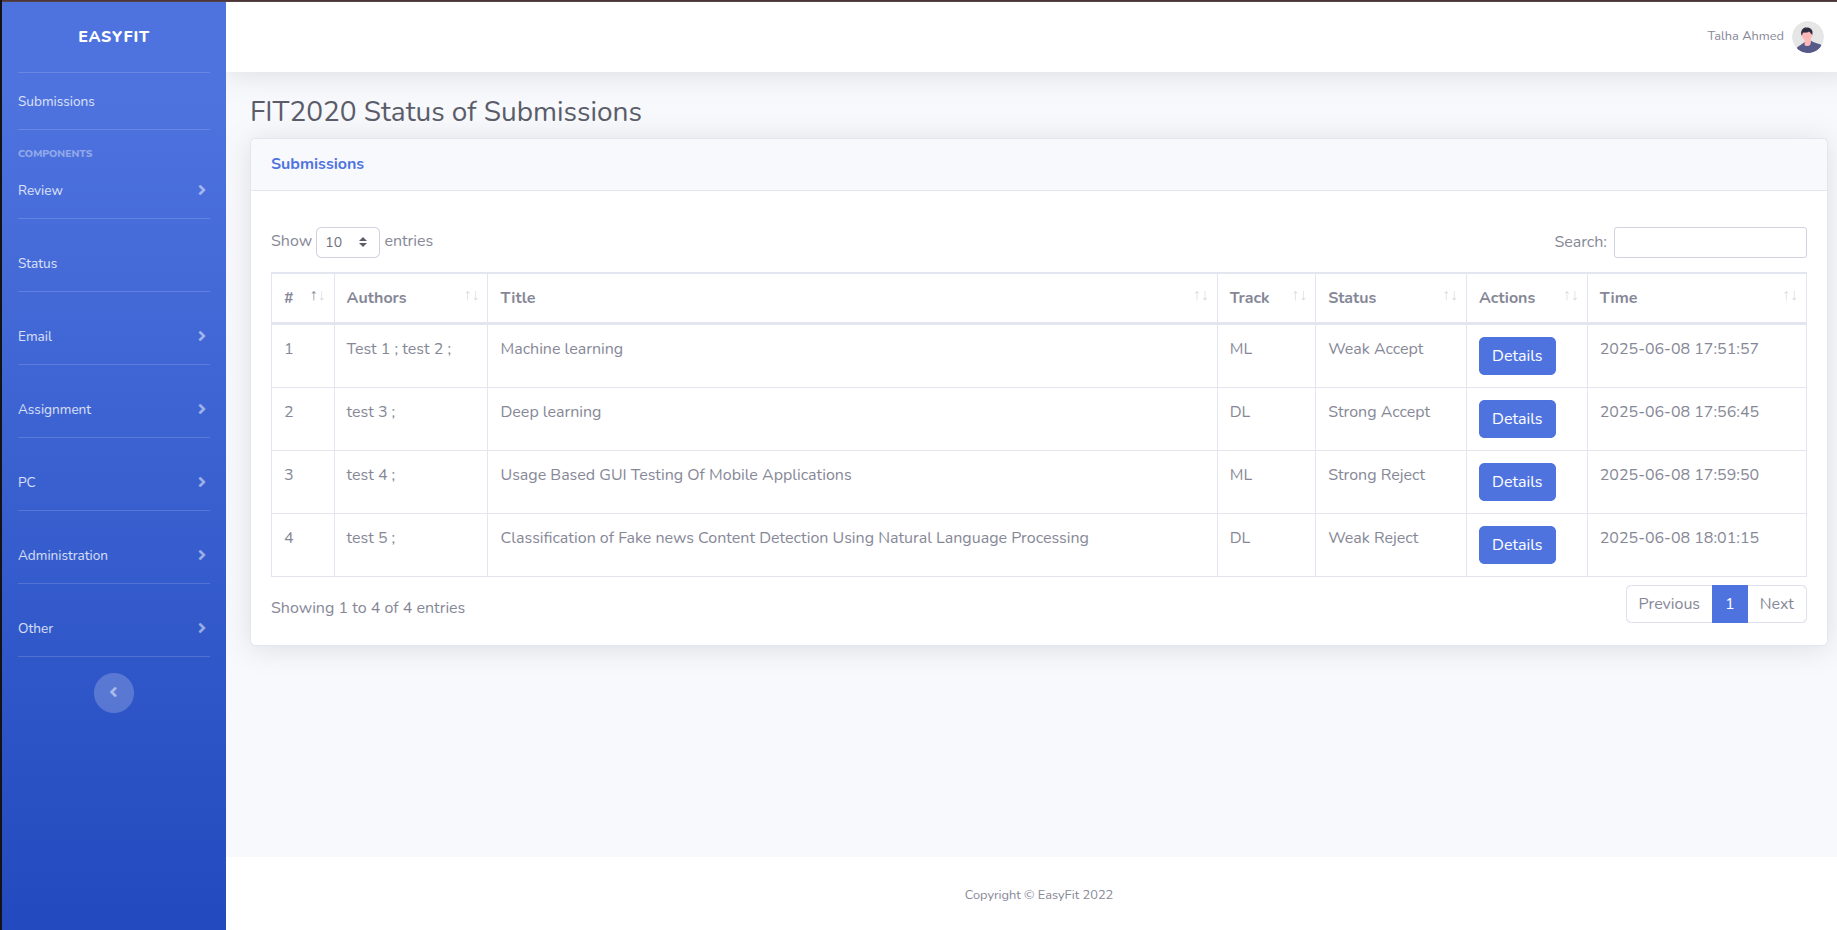 EASYFIT
Talha Ahmed
Submissions
COMPONENTS
Review
Status
Email
Assignment
PC
Administration
Other
FIT2020 Status of Submissions
Submissions
Show 10 entries
Search:
# Authors Title Track Status Actions Time
1 Test 1 ; test 2 ; Machine learning ML Weak Accept Details 2025-06-08 17:51:57
2 test 3 ; Deep learning DL Strong Accept Details 2025-06-08 17:56:45
3 test 4 ; Usage Based GUI Testing Of Mobile Applications ML Strong Reject Details 2025-06-08 17:59:50
4 test 5 ; Classification of Fake news Content Detection Using Natural Language Processing DL Weak Reject Details 2025-06-08 18:01:15
Showing 1 to 4 of 4 entries
Previous 1 Next
Copyright © EasyFit 2022